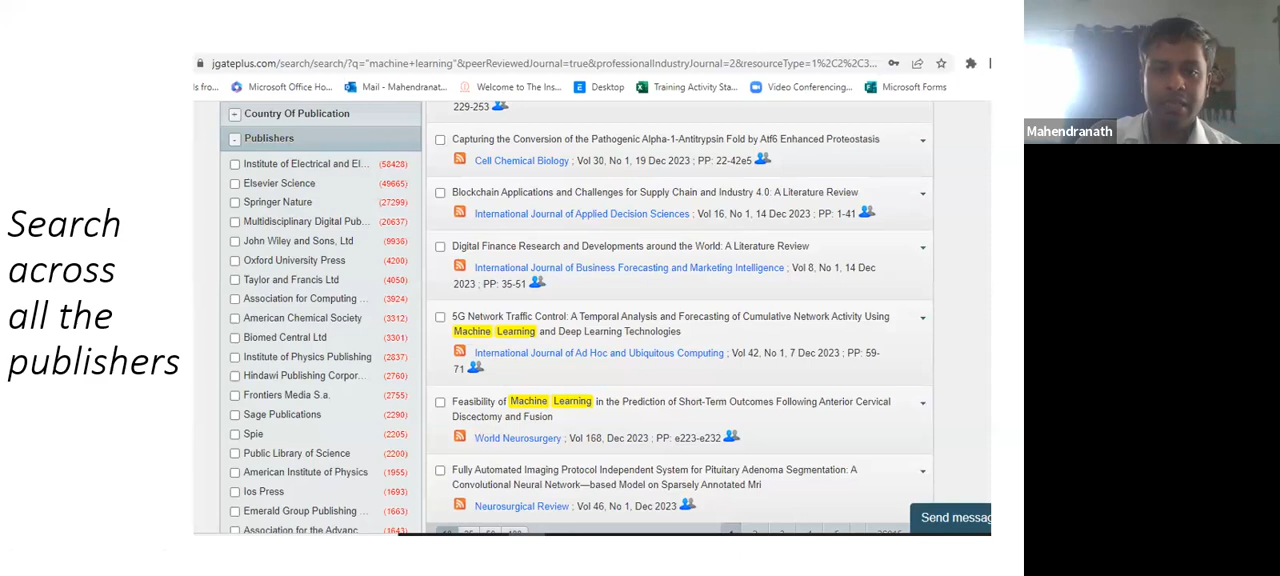 Search
across
all the
publishers
jgateplus.com/search/search/?q="machine+learning"&peerReviewedJournal=true&professionalIndustryJournal=2&resourceType=1%2C2%2C3...
ls from...
Microsoft Office Ho...
Mail - Mahendranat...
Welcome to The Ins...
Desktop
Training Activity Sta...
Video Conferencing...
Microsoft Forms
Country Of Publication
Publishers
Institute of Electrical and El... (58428)
Elsevier Science (49665)
Springer Nature (27299)
Multidisciplinary Digital Pub... (20637)
John Wiley and Sons, Ltd (9936)
Oxford University Press (4200)
Taylor and Francis Ltd (4050)
Association for Computing ... (3924)
American Chemical Society (3312)
Biomed Central Ltd (3301)
Institute of Physics Publishing (2837)
Hindawi Publishing Corpor... (2760)
Frontiers Media S.a. (2755)
Sage Publications (2290)
Spie (2205)
Public Library of Science (2200)
American Institute of Physics (1955)
Ios Press (1693)
Emerald Group Publishing ... (1663)
Association for the Advanc... (1643)
229-253
Capturing the Conversion of the Pathogenic Alpha-1-Antitrypsin Fold by Atf6 Enhanced Proteostasis
Cell Chemical Biology ; Vol 30, No 1, 19 Dec 2023 ; PP: 22-42e5
Blockchain Applications and Challenges for Supply Chain and Industry 4.0: A Literature Review
International Journal of Applied Decision Sciences ; Vol 16, No 1, 14 Dec 2023 ; PP: 1-41
Digital Finance Research and Developments around the World: A Literature Review
International Journal of Business Forecasting and Marketing Intelligence ; Vol 8, No 1, 14 Dec
2023 ; PP: 35-51
5G Network Traffic Control: A Temporal Analysis and Forecasting of Cumulative Network Activity Using
Machine Learning and Deep Learning Technologies
International Journal of Ad Hoc and Ubiquitous Computing ; Vol 42, No 1, 7 Dec 2023 ; PP: 59-
71
Feasibility of Machine Learning in the Prediction of Short-Term Outcomes Following Anterior Cervical
Discectomy and Fusion
World Neurosurgery ; Vol 168, Dec 2023 ; PP: e223-e232
Fully Automated Imaging Protocol Independent System for Pituitary Adenoma Segmentation: A
Convolutional Neural Network—based Model on Sparsely Annotated Mri
Neurosurgical Review ; Vol 46, No 1, Dec 2023
Send messag
Mahendranath